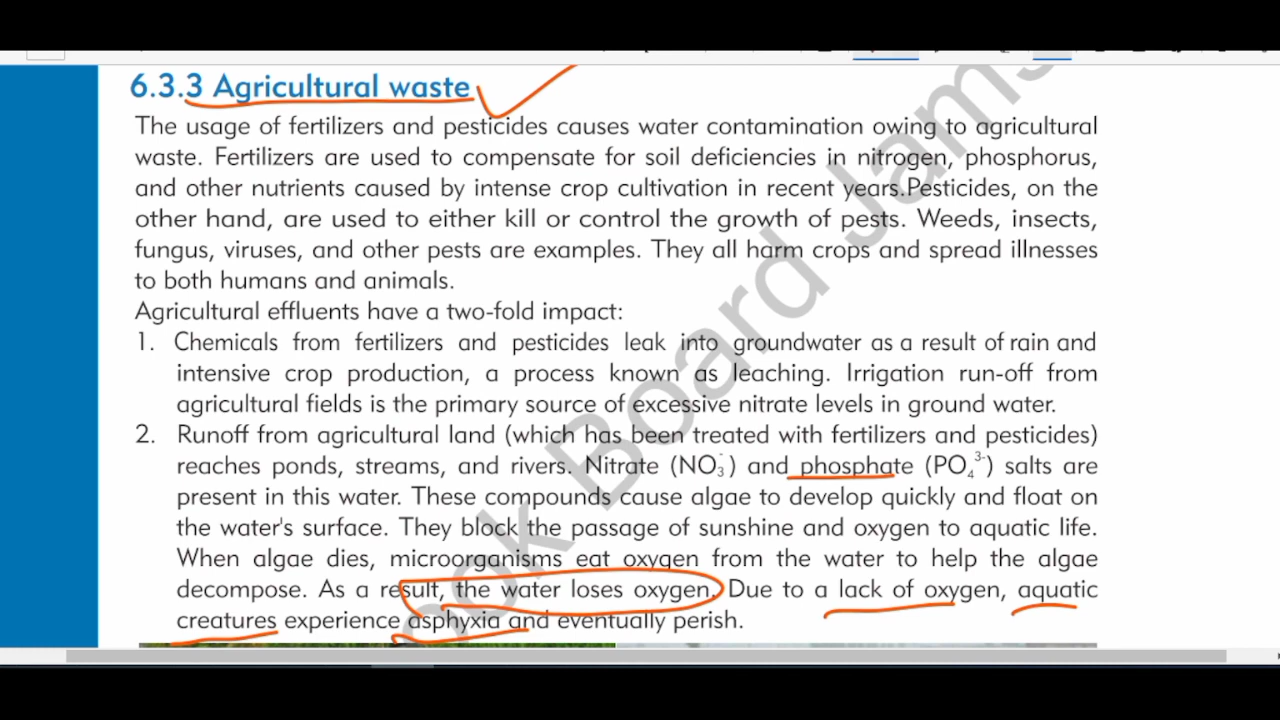 6.3.3 Agricultural waste
The usage of fertilizers and pesticides causes water contamination owing to agricultural
waste. Fertilizers are used to compensate for soil deficiencies in nitrogen, phosphorus,
and other nutrients caused by intense crop cultivation in recent years.Pesticides, on the
other hand, are used to either kill or control the growth of pests. Weeds, insects,
fungus, viruses, and other pests are examples. They all harm crops and spread illnesses
to both humans and animals.
Agricultural effluents have a two-fold impact:
1. Chemicals from fertilizers and pesticides leak into groundwater as a result of rain and
intensive crop production, a process known as leaching. Irrigation run-off from
agricultural fields is the primary source of excessive nitrate levels in ground water.
2. Runoff from agricultural land (which has been treated with fertilizers and pesticides)
reaches ponds, streams, and rivers. Nitrate (NO₃⁻) and phosphate (PO₄³⁻) salts are
present in this water. These compounds cause algae to develop quickly and float on
the water's surface. They block the passage of sunshine and oxygen to aquatic life.
When algae dies, microorganisms eat oxygen from the water to help the algae
decompose. As a result, the water loses oxygen. Due to a lack of oxygen, aquatic
creatures experience asphyxia and eventually perish.
ook Board Jams